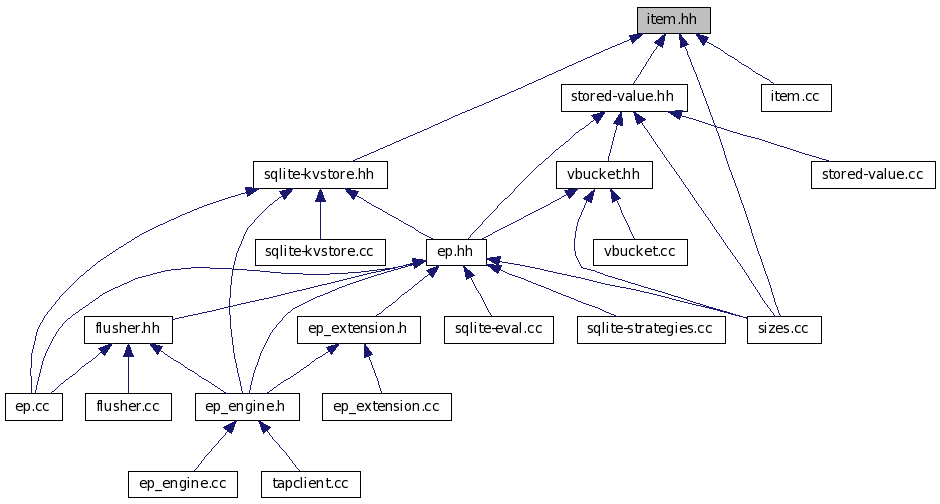 item.hh
stored-value.hh
item.cc
sqlite-kvstore.hh
vbucket.hh
stored-value.cc
sqlite-kvstore.cc
ep.hh
vbucket.cc
flusher.hh
ep_extension.h
sqlite-eval.cc
sqlite-strategies.cc
sizes.cc
ep.cc
flusher.cc
ep_engine.h
ep_extension.cc
ep_engine.cc
tapclient.cc